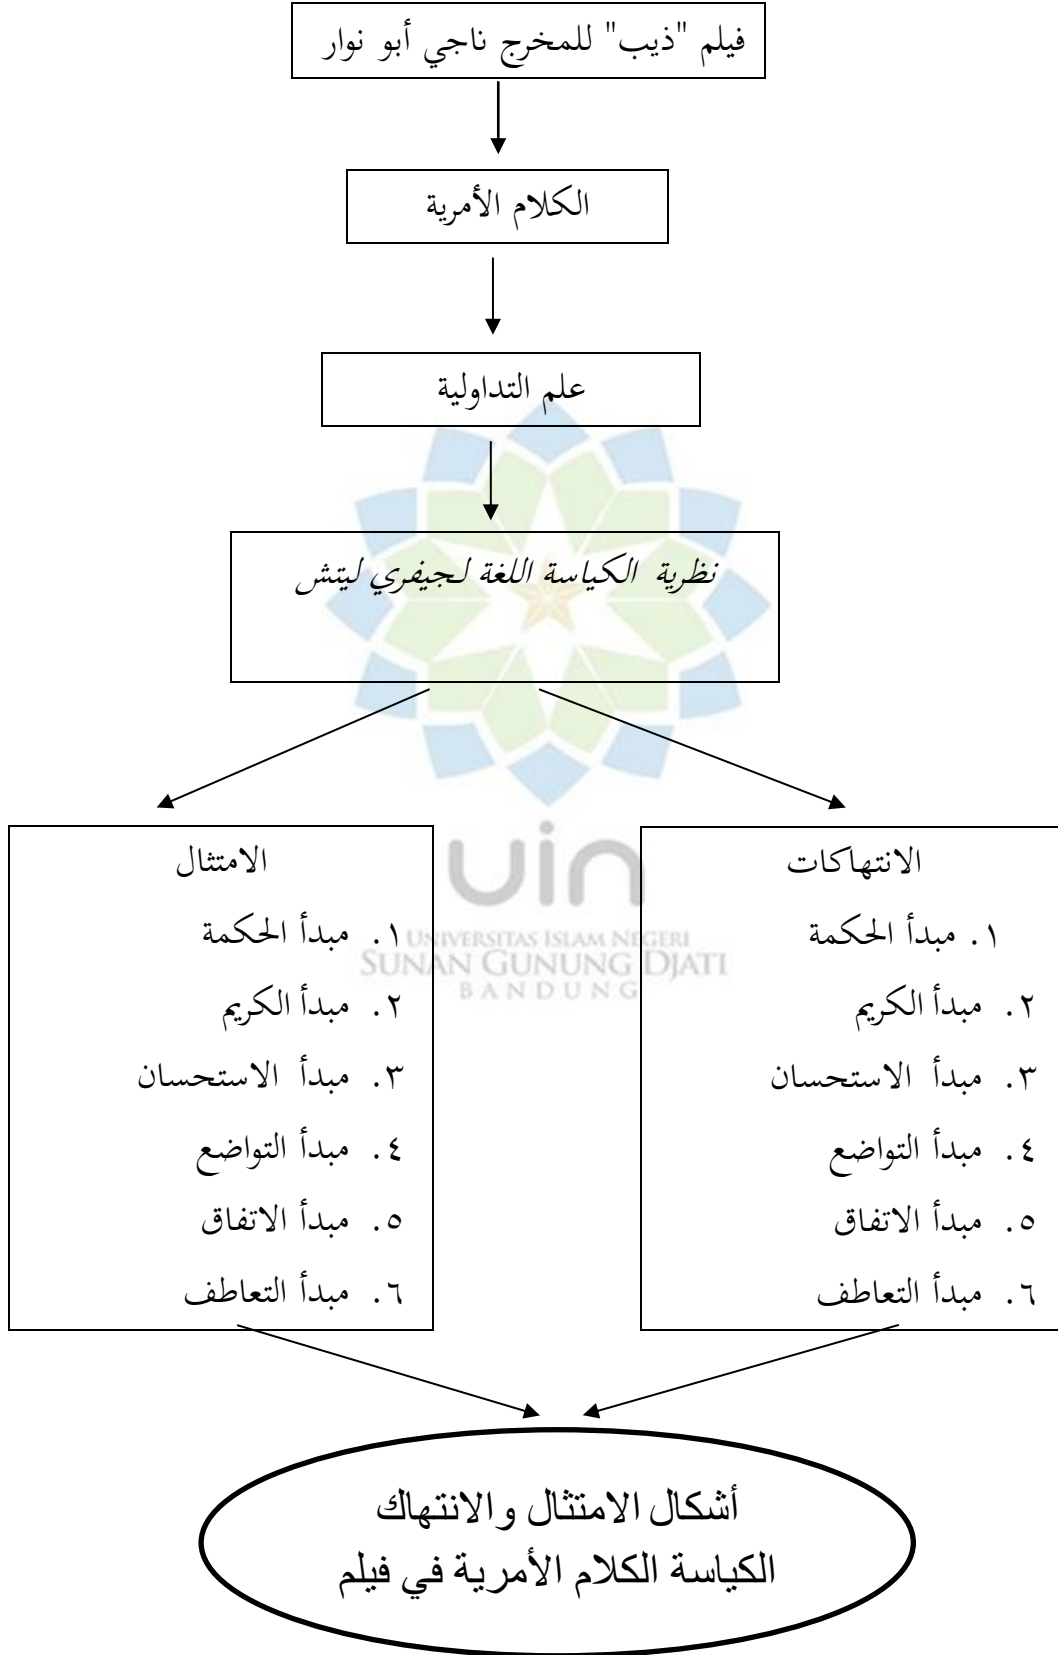 فيلم "ذيب" للمخرج ناجي أبو نوار
الكلام الأمرية
علم التداولية
نظرية الكياسة اللغة لجيفري ليتش
الانتهاكات
١. مبدأ الحكمة
٢. مبدأ الكريم
٣. مبدأ الاستحسان
٤. مبدأ التواضع
٥. مبدأ الاتفاق
٦. مبدأ التعاطف
الامتثال
١. مبدأ الحكمة
٢. مبدأ الكريم
٣. مبدأ الاستحسان
٤. مبدأ التواضع
٥. مبدأ الاتفاق
٦. مبدأ التعاطف
uin
UNIVERSITAS ISLAM NEGERI
SUNAN GUNUNG DJATI
BANDUNG
أشكال الامتثال والانتهاك
الكياسة الكلام الأمرية في فيلم